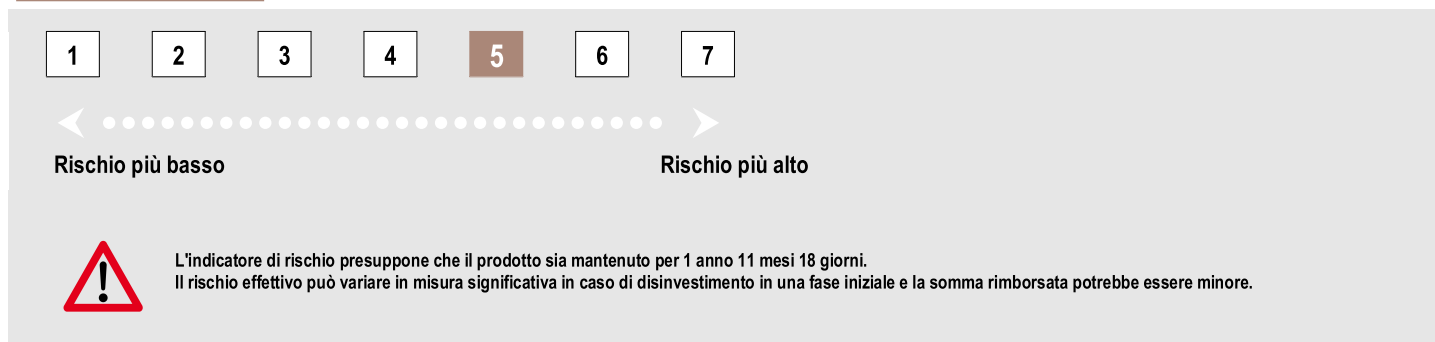 1 2 3 4 5 6 7
Rischio più basso Rischio più alto
L'indicatore di rischio presuppone che il prodotto sia mantenuto per 1 anno 11 mesi 18 giorni.
Il rischio effettivo può variare in misura significativa in caso di disinvestimento in una fase iniziale e la somma rimborsata potrebbe essere minore.